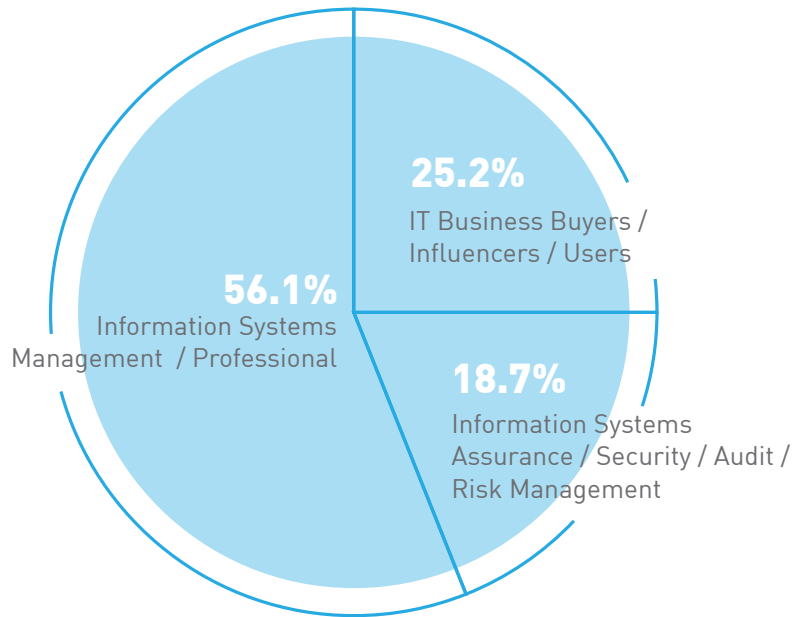 25.2%
IT Business Buyers /
Influencers / Users
56.1%
Information Systems
Management / Professional
18.7%
Information Systems
Assurance / Security / Audit /
Risk Management